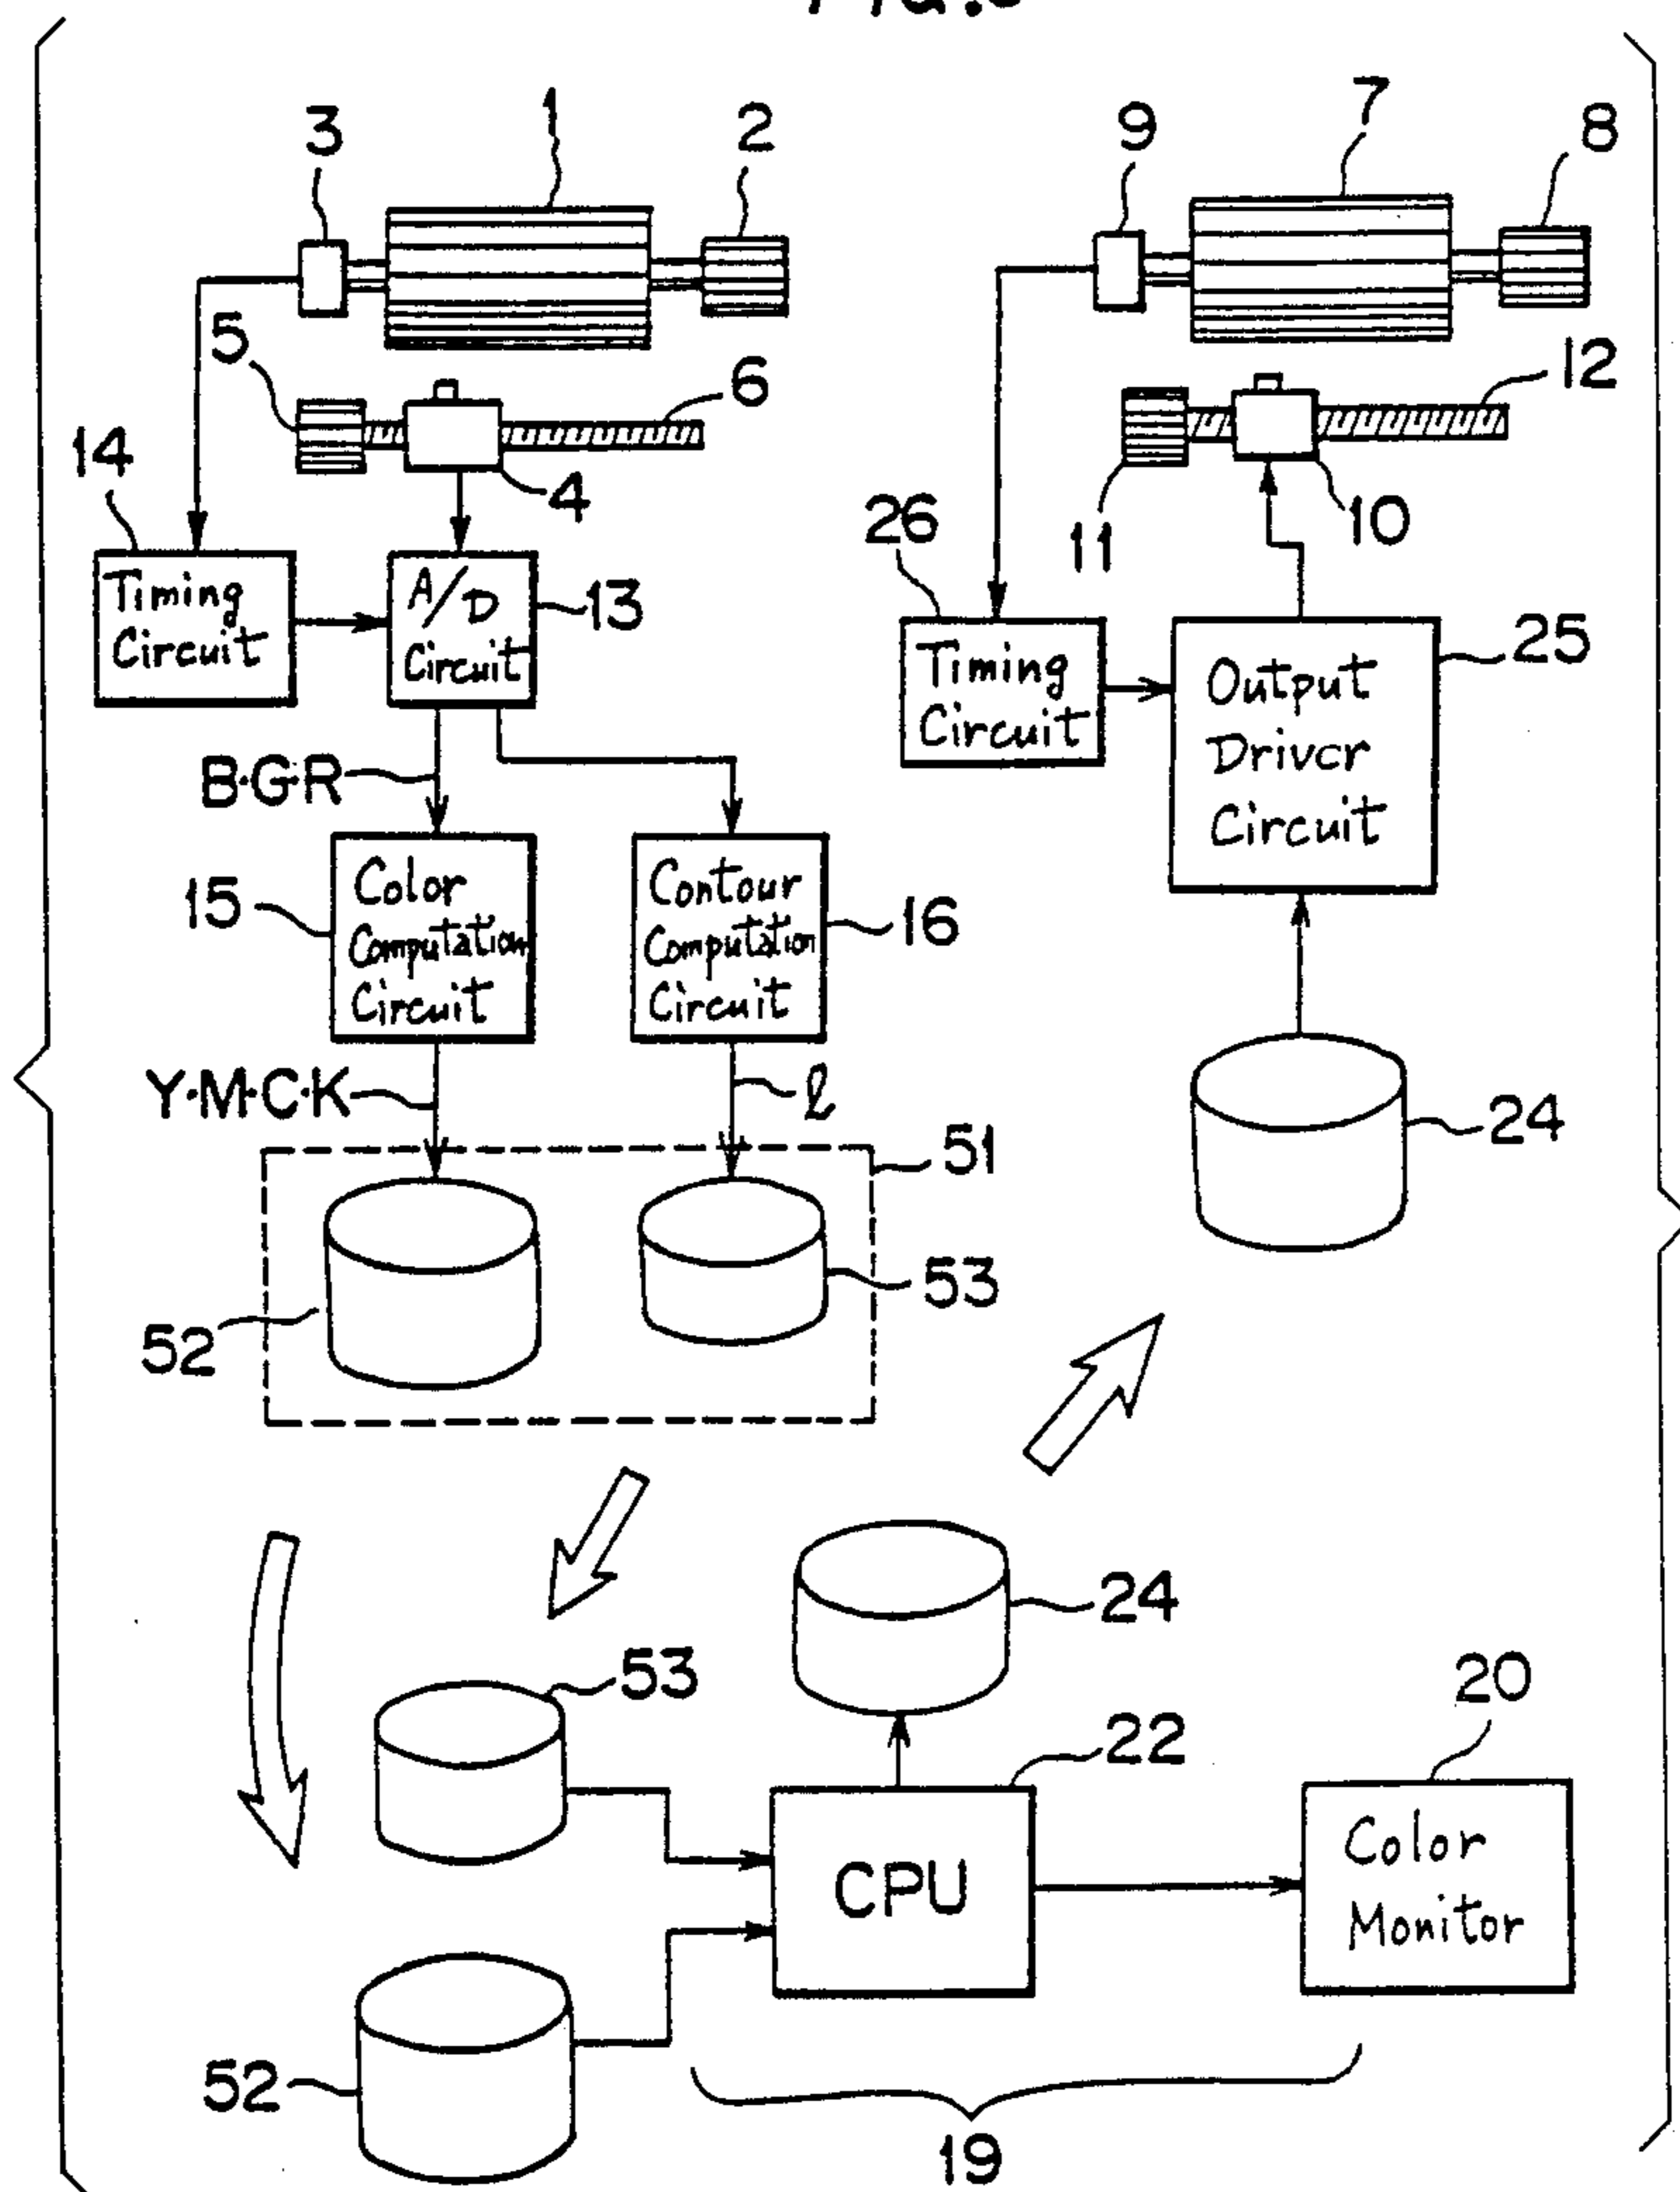 3
1
2
9
7
8
5
6
12
14
4
11
10
26
Timing
Circuit
A/D
Circuit
13
Timing
Circuit
Output
Driver
Circuit
25
B·G·R
15
Color
Computation
Circuit
Contour
Computation
Circuit
16
Y·M·C·K
ℓ
24
51
52
53
24
53
20
22
CPU
Color
Monitor
52
19